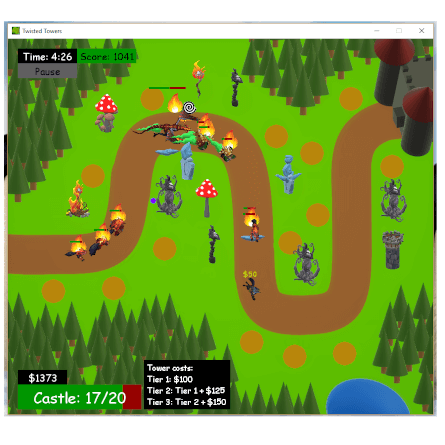 Twisted Towers
Time: 4:26 Score: 1041
Pause
$50
$1373
Castle: 17/20
Tower costs:
Tier 1: $100
Tier 2: Tier 1 + $125
Tier 3: Tier 2 + $150